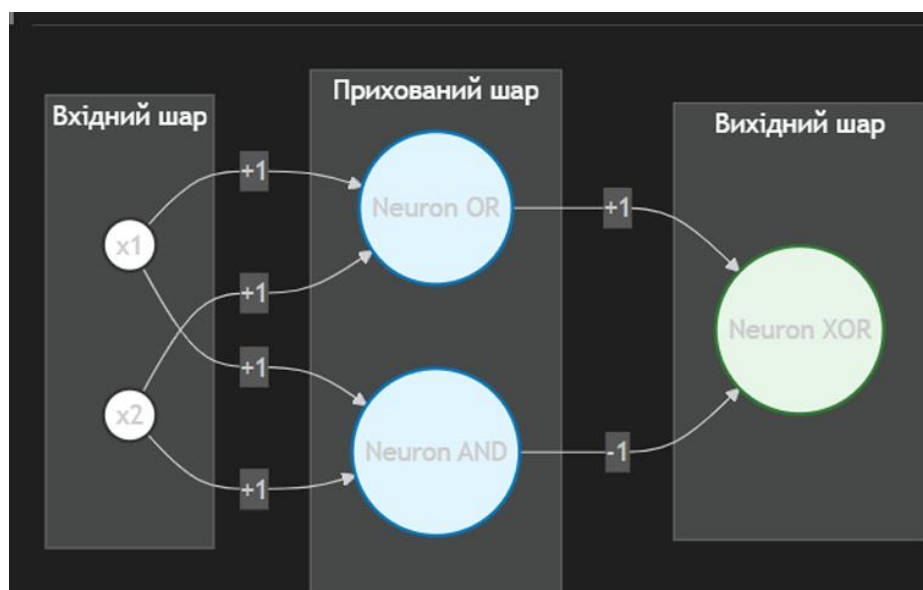 Вхідний шар
x1
x2
+1
+1
+1
+1
Прихований шар
Neuron OR
Neuron AND
+1
-1
Вихідний шар
Neuron XOR